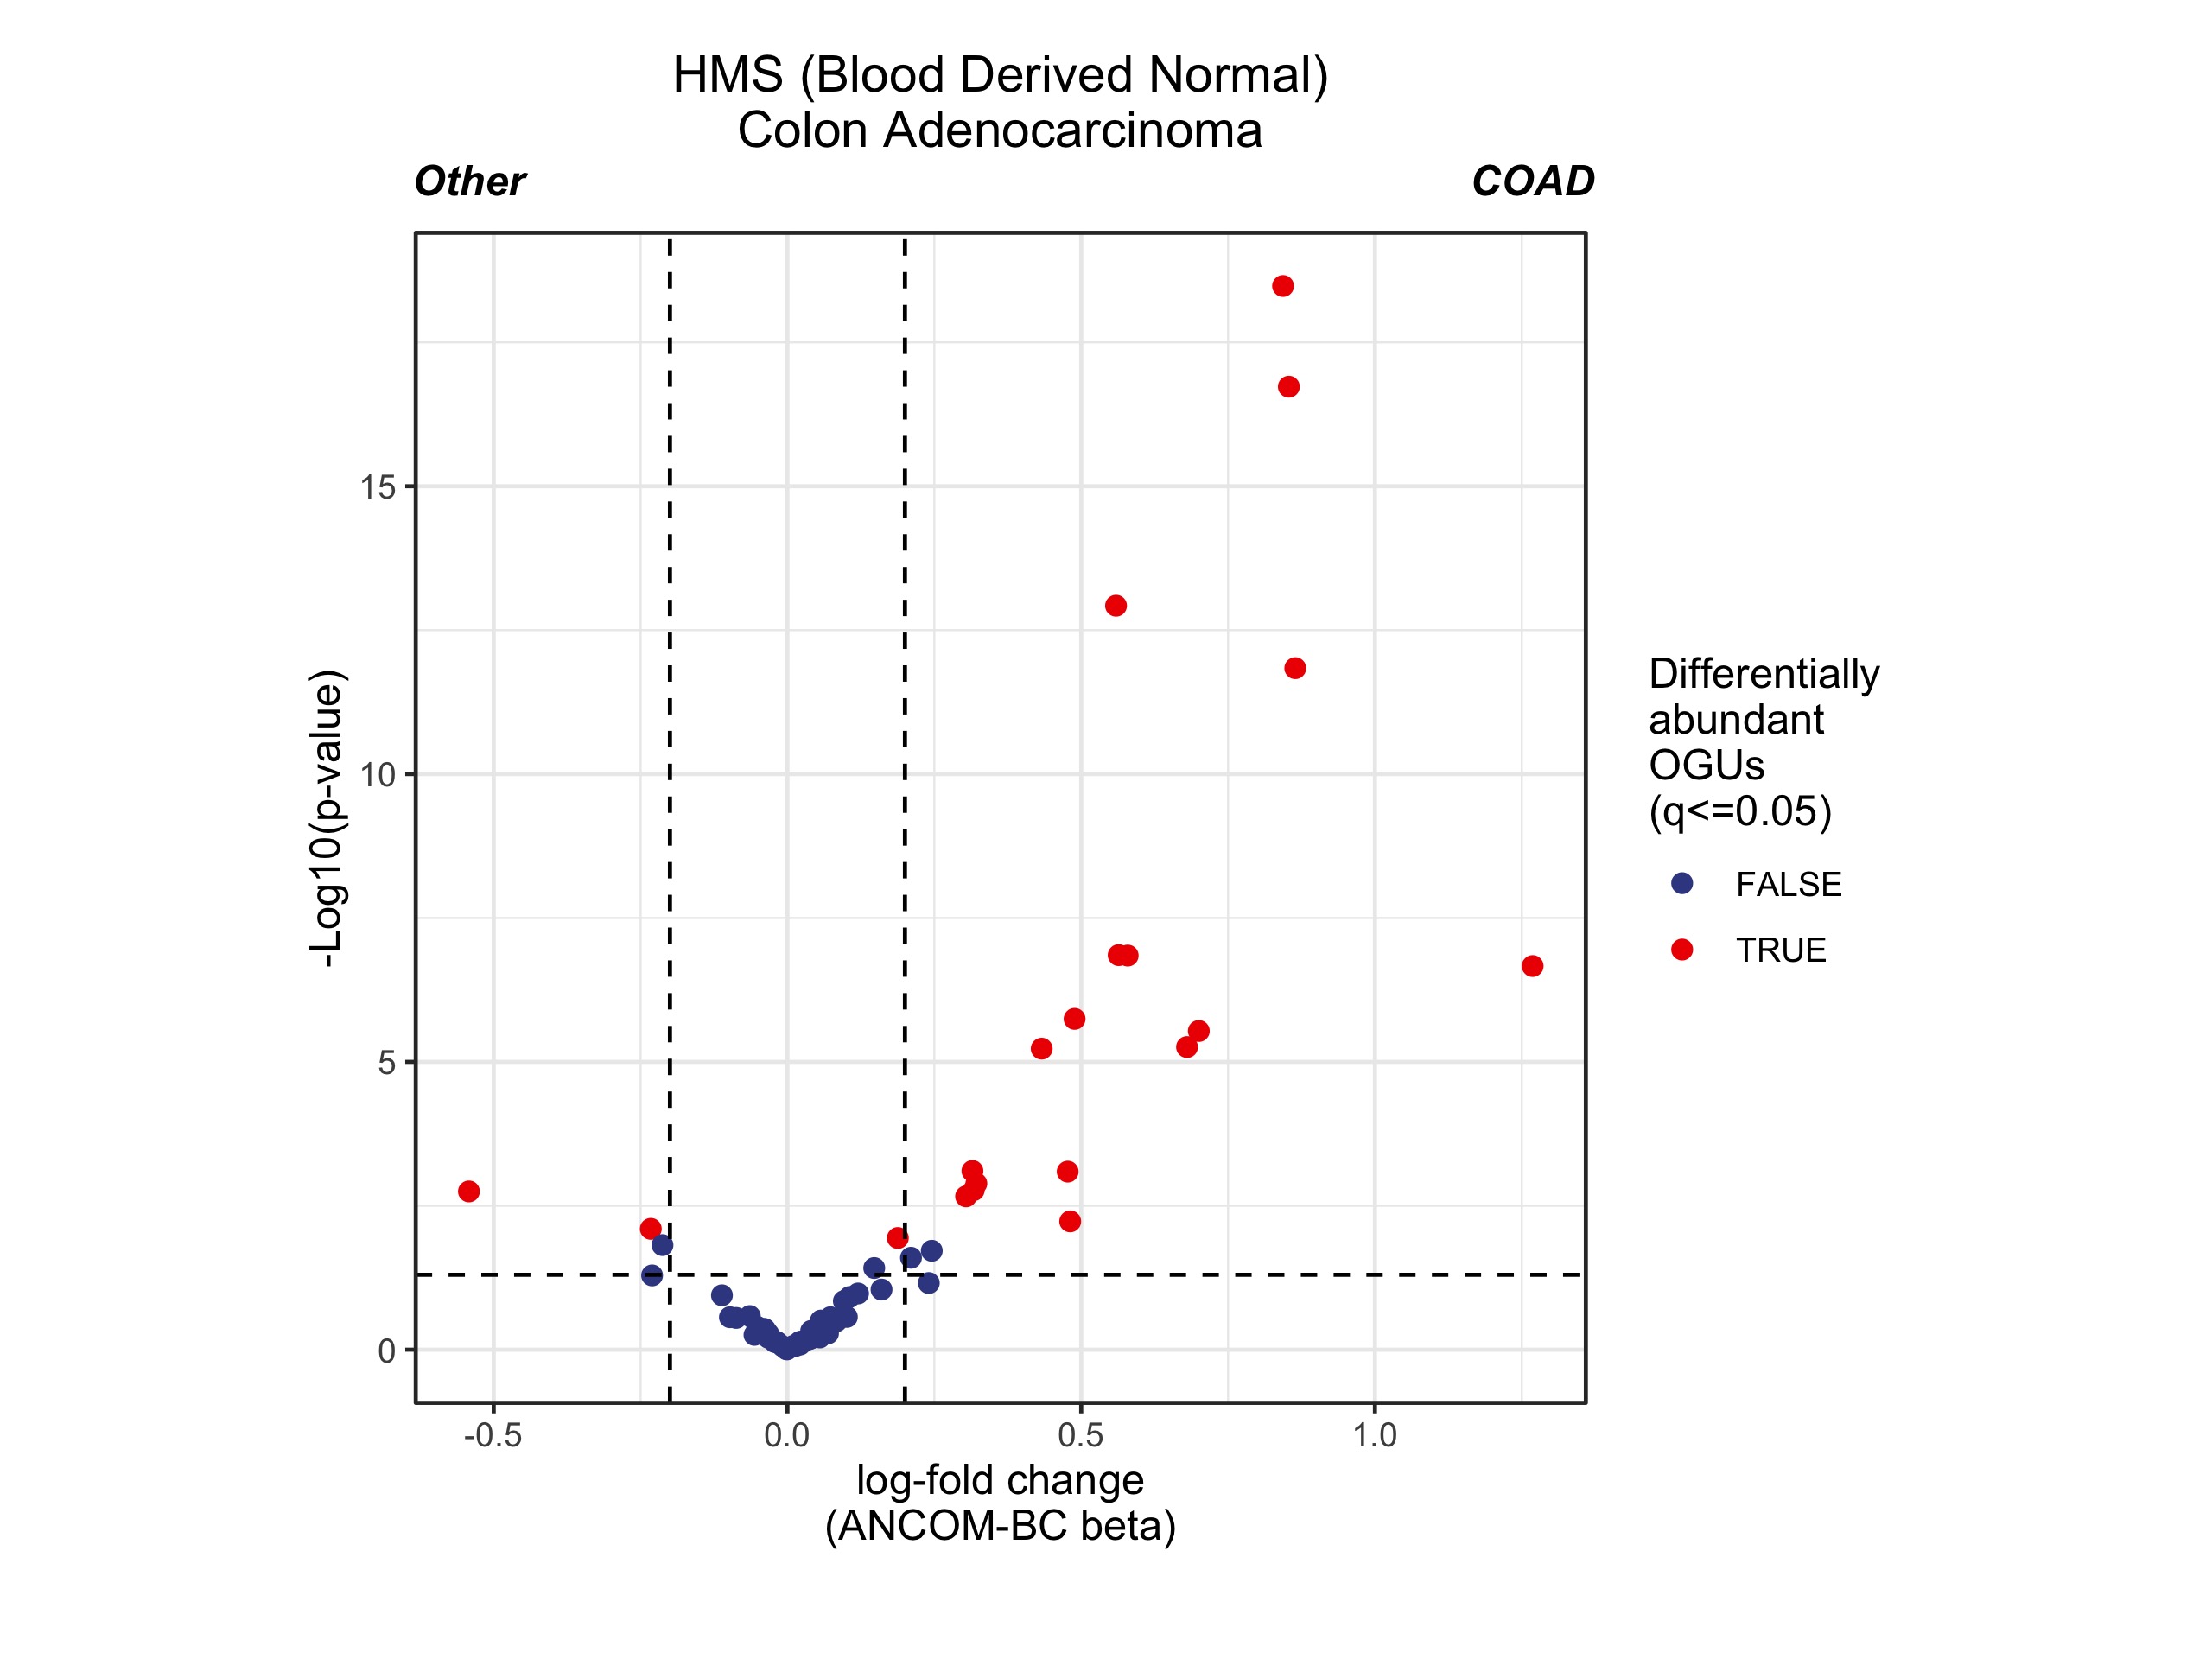 HMS (Blood Derived Normal)
Colon Adenocarcinoma
Other
COAD
15
10
5
0
-Log10(p-value)
-0.5
0.0
0.5
1.0
log-fold change
(ANCOM-BC beta)
Differentially
abundant
OGUs
(q<=0.05)
FALSE
TRUE